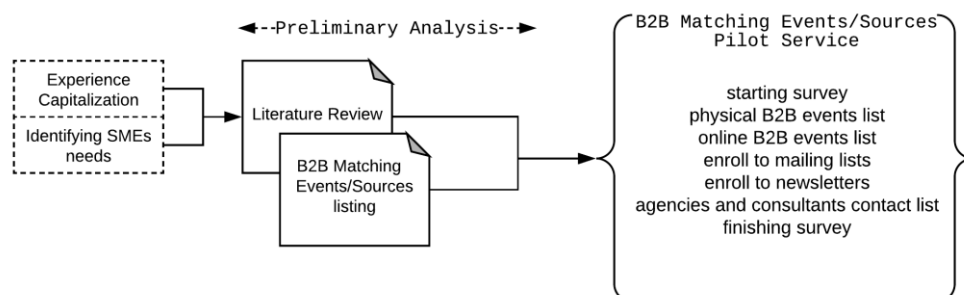 Preliminary Analysis
B2B Matching Events/Sources
Pilot Service
Experience
Capitalization
Identifying SMEs
needs
Literature Review
B2B Matching
Events/Sources
listing
starting survey
physical B2B events list
online B2B events list
enroll to mailing lists
enroll to newsletters
agencies and consultants contact list
finishing survey